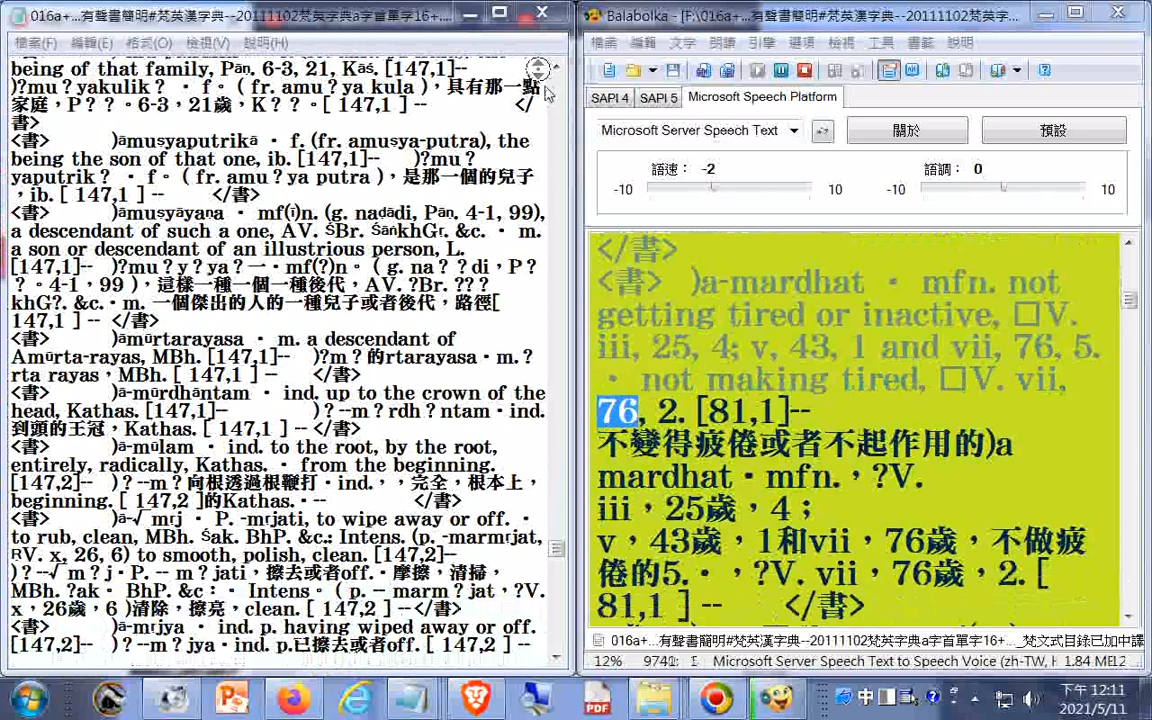 016a+...有聲書簡明#梵英漢字典--20111102梵英字典a字首單字16+...
檔案(F) 編輯(E) 格式(O) 檢視(V) 說明(H)
being of that family, Pāṇ. 6-3, 21, Kāś. [147,1]--
)?mu?yakulik? · f。( fr. amu?ya kula )，具有那一點
家庭，P???。6-3，21歲，K??。[ 147,1 ] -- </
書>
<書> )āmuṣyaputrikā · f. (fr. amuṣya-putra), the
being the son of that one, ib. [147,1]-- )?mu?
yaputrik? · f。( fr. amu?ya putra )，是那一個的兒子
，ib. [ 147,1 ] -- </書>
<書> )āmuṣyāyaṇa · mf(ī)n. (g. naḍādi, Pāṇ. 4-1, 99),
a descendant of such a one, AV. ŚBr. ŚāṅkhGṛ. &c. · m.
a son or descendant of an illustrious person, L.
[147,1]-- )?mu?y?ya?一·mf(?)n。( g. na??di，P?
?。4-1，99 )，這樣一種一個一種後代，AV. ?Br. ???
khG?. &c.·m. 一個傑出的人的一種兒子或者後代，路徑[
147,1 ] -- </書>
<書> )āmūrtarayasa · m. a descendant of
Amūrta-rayas, MBh. [147,1]-- )?m?的rtarayasa·m.?
rta rayas，MBh. [ 147,1 ] -- </書>
<書> )ā-mūrdhāntam · ind. up to the crown of the
head, Kathas. [147,1]-- )?--m?rdh?ntam·ind.
到頭的王冠，Kathas. [ 147,1 ] -- </書>
<書> )ā-mūlam · ind. to the root, by the root,
entirely, radically, Kathas. · from the beginning.
[147,2]-- )?--m?向根透過根鞭打·ind.，，完全，根本上，
beginning. [ 147,2 ]的Kathas.·-- </書>
<書> )ā-√mṛj · P. -mṛjati, to wipe away or off. ·
to rub, clean, MBh. Śak. BhP. &c.: Intens. (p. -marmṛjat,
RV. x, 26, 6) to smooth, polish, clean. [147,2]--
)?--√m?j·P. -- m?jati，擦去或者off.·摩擦，清掃，
MBh. ?ak· BhP. &c：· Intens。( p. – marm?jat，?V.
x，26歲，6 )清除，擦亮，clean. [ 147,2 ] -- </書>
<書> )ā-mṛjya · ind. p. having wiped away or off.
[147,2]-- )?--m?jya·ind. p.已擦去或者off. [ 147,2 ] --
Balabolka - [F:\016a+...有聲書簡明#梵英漢字典--20111102梵英字...
檔案 編輯 文字 閱讀 引擎 選項 檢視 工具 書籤 說明
SAPI 4 SAPI 5 Microsoft Speech Platform
Microsoft Server Speech Text 關於 預設
語速： -2 語調： 0
-10 10 -10 10
</書>
<書> )a-mardhat · mfn. not
getting tired or inactive, □V.
iii, 25, 4; v, 43, 1 and vii, 76, 5.
· not making tired, □V. vii,
76, 2. [81,1]--
不變得疲倦或者不起作用的)a
mardhat·mfn.，?V.
iii，25歲，4；
v，43歲，1和vii，76歲，不做疲
倦的5.·，?V. vii，76歲，2. [
81,1 ] -- </書>
016a+...有聲書簡明#梵英漢字典--20111102梵英字典a字首單字16+...梵文式目錄已加中譯
12% 9740: Microsoft Server Speech Text to Speech Voice (zh-TW, 1.84 ME
PDF 中 下午 12:11
2021/5/11